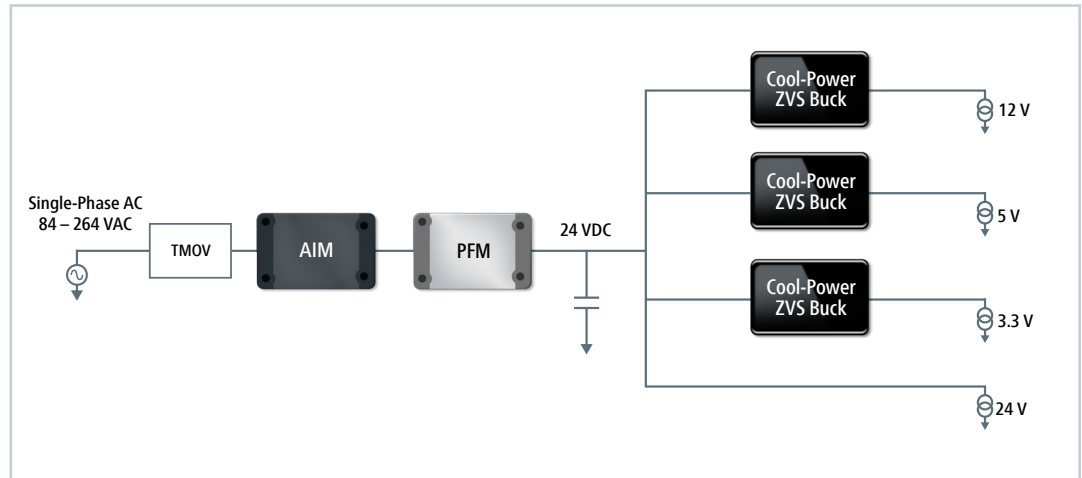 Single-Phase AC
84 – 264 VAC
TMOV
AIM
PFM
24 VDC
Cool-Power
ZVS Buck
12 V
Cool-Power
ZVS Buck
5 V
Cool-Power
ZVS Buck
3.3 V
24 V